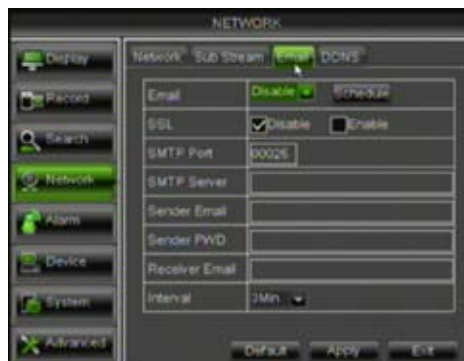 NETWORK
Display
Record
Search
Network
Alarm
Device
System
Advanced
Network Sub Stream Email DDNS
Email Disable Schedule
SSL Disable Enable
SMTP Port 00025
SMTP Server
Sender Email
Sender PWD
Receiver Email
Interval 3Min
Default Apply Exit